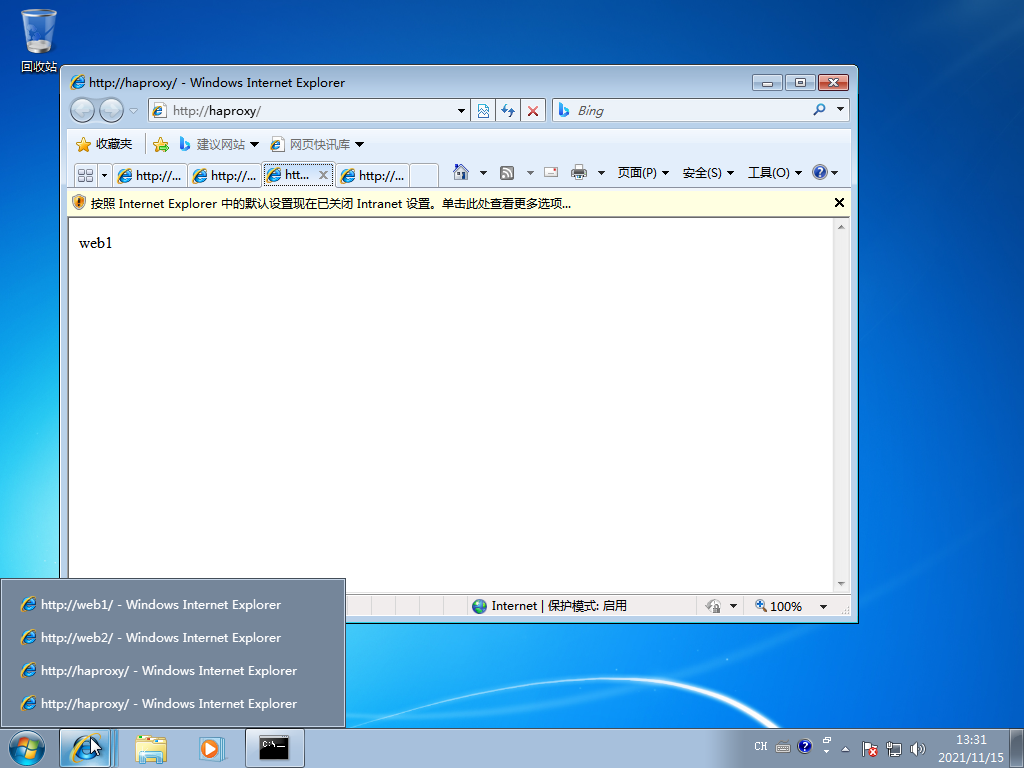 回收站
http://haproxy/ - Windows Internet Explorer
http://haproxy/
Bing
收藏夹
建议网站
网页快讯库
http://...
http://...
htt...
http://...
页面(P)
安全(S)
工具(O)
按照 Internet Explorer 中的默认设置现在已关闭 Intranet 设置。单击此处查看更多选项...
web1
http://web1/ - Windows Internet Explorer
http://web2/ - Windows Internet Explorer
http://haproxy/ - Windows Internet Explorer
http://haproxy/ - Windows Internet Explorer
Internet | 保护模式: 启用
100%
C:\_
CH
13:31
2021/11/15